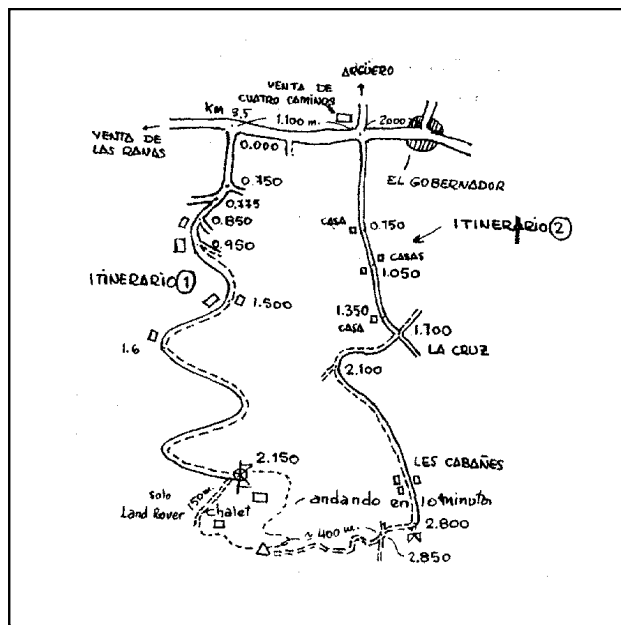 ARGÜERO
VENTA DE
CUATRO CAMINOS
KM 8,5
1.100 m.
2000
VENTA DE
LAS RANAS
0.000
EL GOBERNADOR
0.750
0.775
0.850
CASA
0.750
ITINERARIO 2
0.950
CASAS
1.050
ITINERARIO 1
1.500
1.350
CASA
1.700
LA CRUZ
1.6
2.100
2.150
LES CABAÑES
solo
Land Rover
150m.
chalet
andando en 10 minutos
2.800
~ 400 m.
2.850